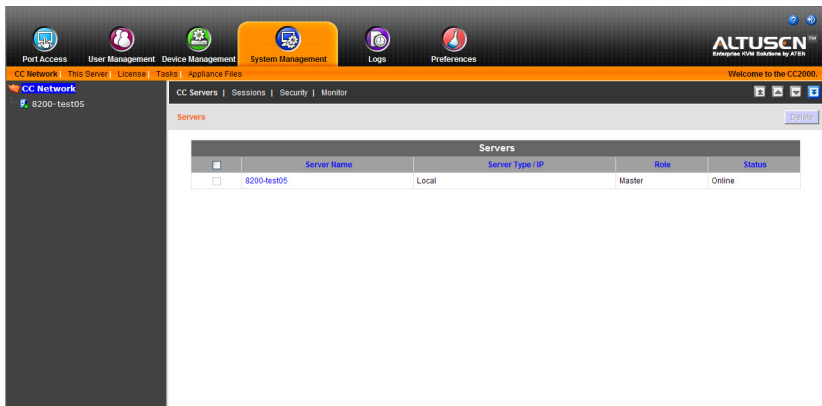 Port Access User Management Device Management System Management Logs Preferences
ALTUSEN™
Enterprise KVM Solutions by ATEN
CC Network | This Server | License | Tasks | Appliance Files
Welcome to the CC2000.
CC Network
8200-test05
CC Servers | Sessions | Security | Monitor
Servers
Delete
Servers
Server Name Server Type / IP Role Status
8200-test05 Local Master Online